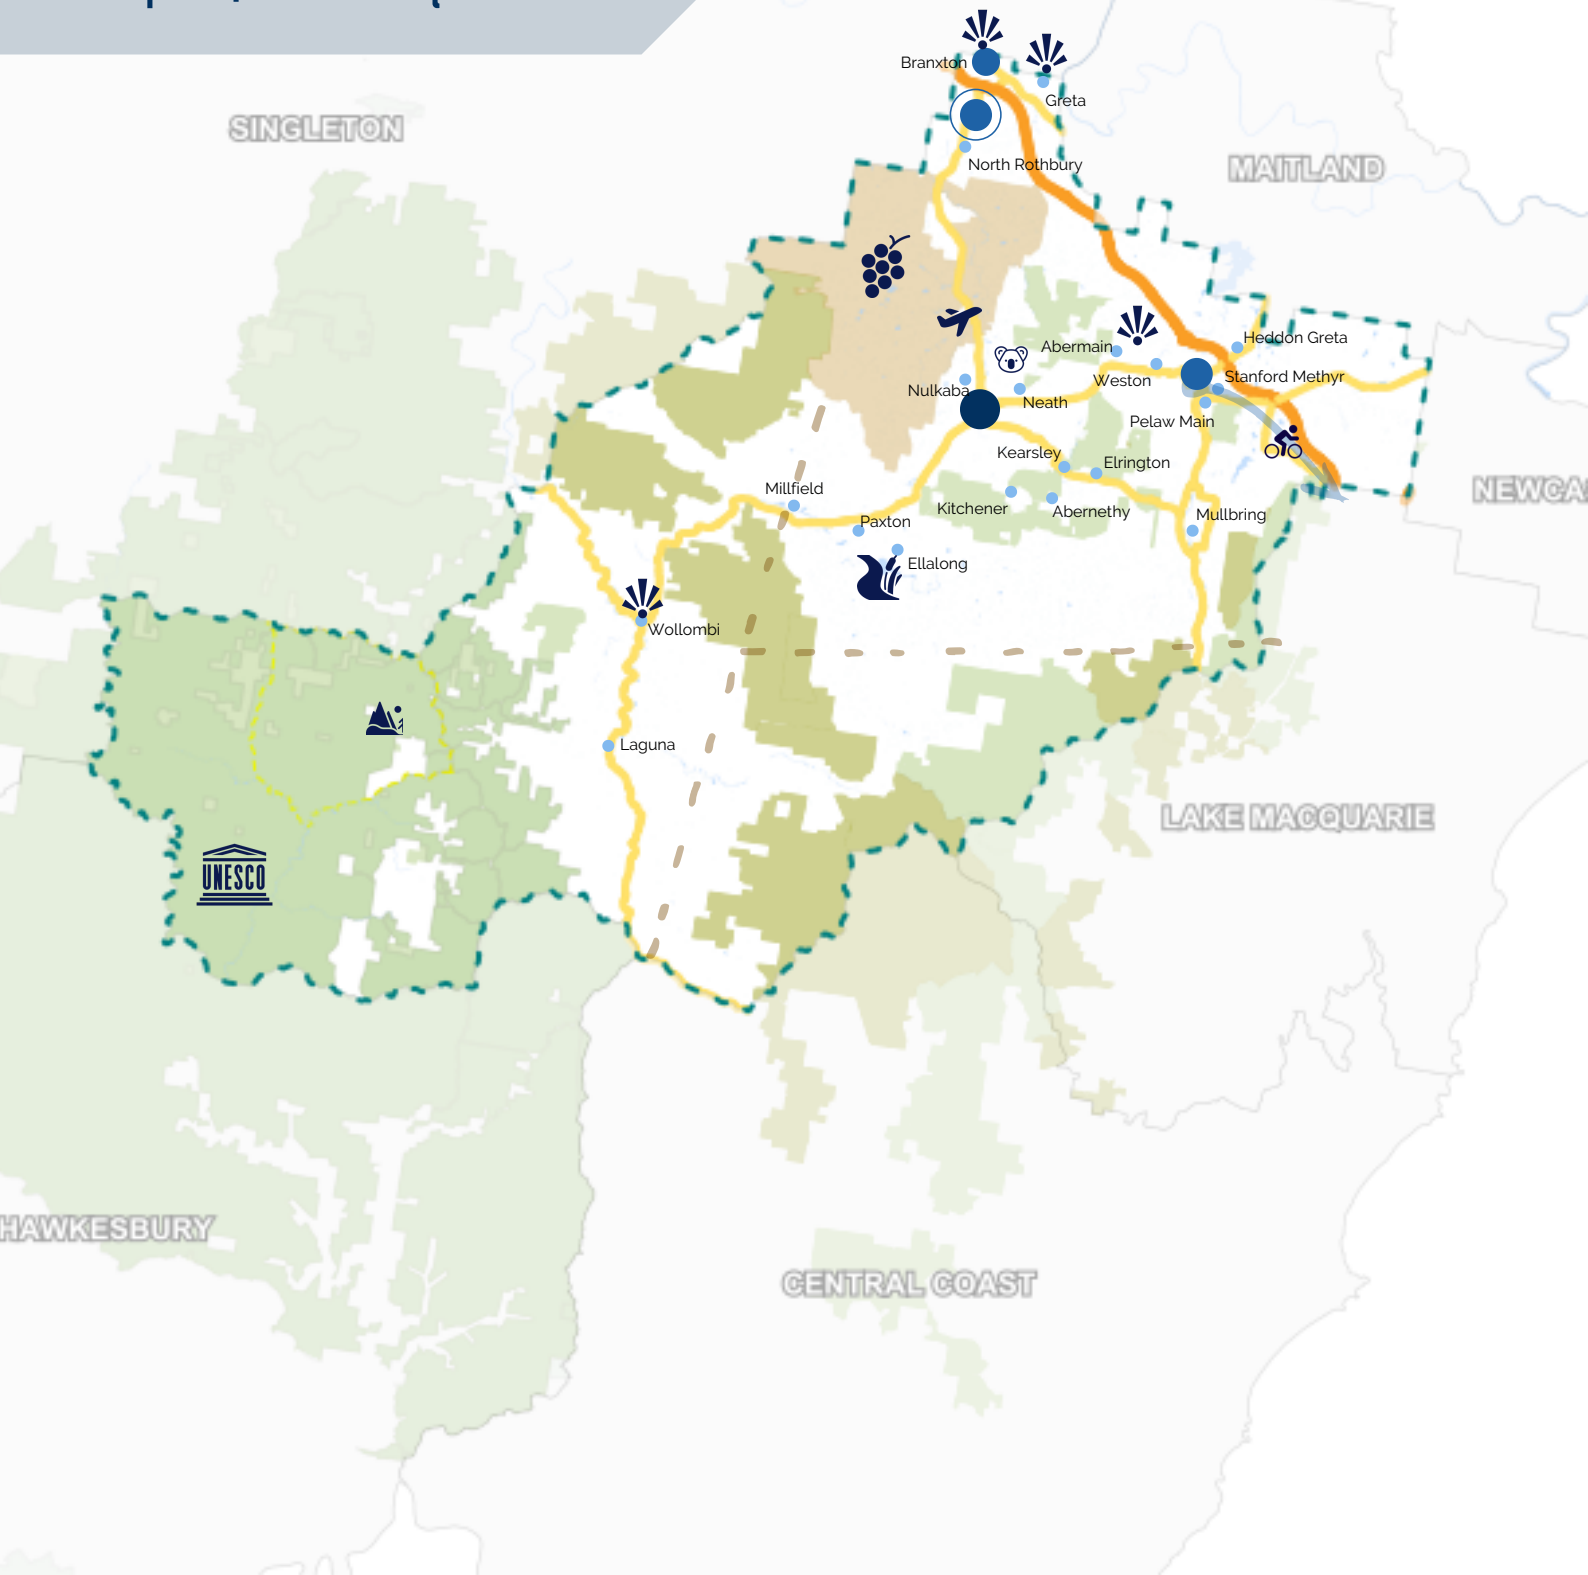 Branxton
Greta
SINGLETON
North Rothbury
MAITLAND
Heddon Greta
Abermain
Stanford Methyr
Weston
Nulkaba
Neath
Pelaw Main
Kearsley
Elrington
Millfield
NEWCA
Kitchener
Abernethy
Mullbring
Paxton
Ellalong
Wollombi
Laguna
LAKE MACQUARIE
UNESCO
HAWKESBURY
CENTRAL COAST